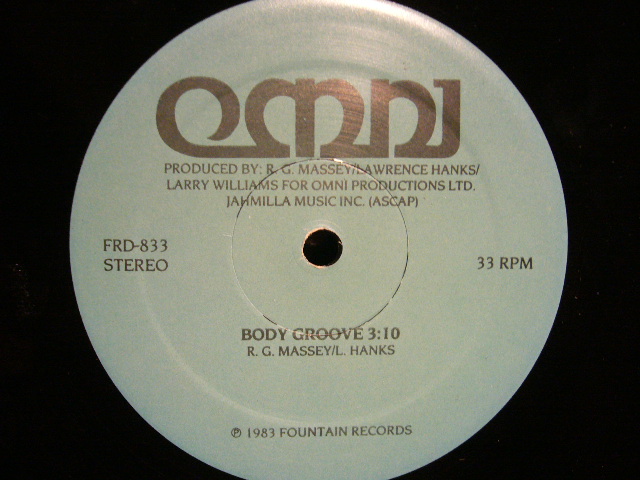 OMNI
PRODUCED BY: R. G. MASSEY/LAWRENCE HANKS/
LARRY WILLIAMS FOR OMNI PRODUCTIONS LTD.
JAHMILLA MUSIC INC. (ASCAP)
FRD-833
STEREO
33 RPM
BODY GROOVE 3:10
R. G. MASSEY/L. HANKS
℗ 1983 FOUNTAIN RECORDS